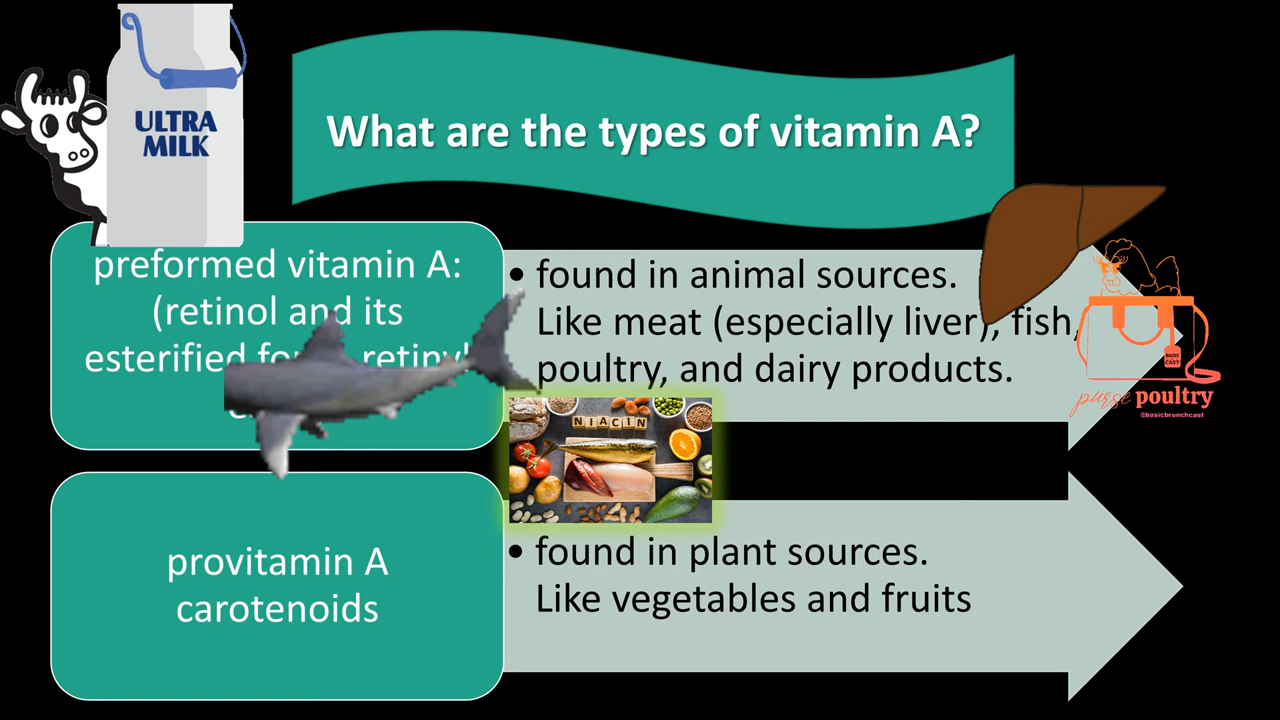 ULTRA
MILK
What are the types of vitamin A?
preformed vitamin A:
(retinol and its
esterified retinyl
• found in animal sources.
Like meat (especially liver), fish,
poultry, and dairy products.
BASIC
CAST
purse poultry
@basicbrunchcast
NIACIN
provitamin A
carotenoids
• found in plant sources.
Like vegetables and fruits